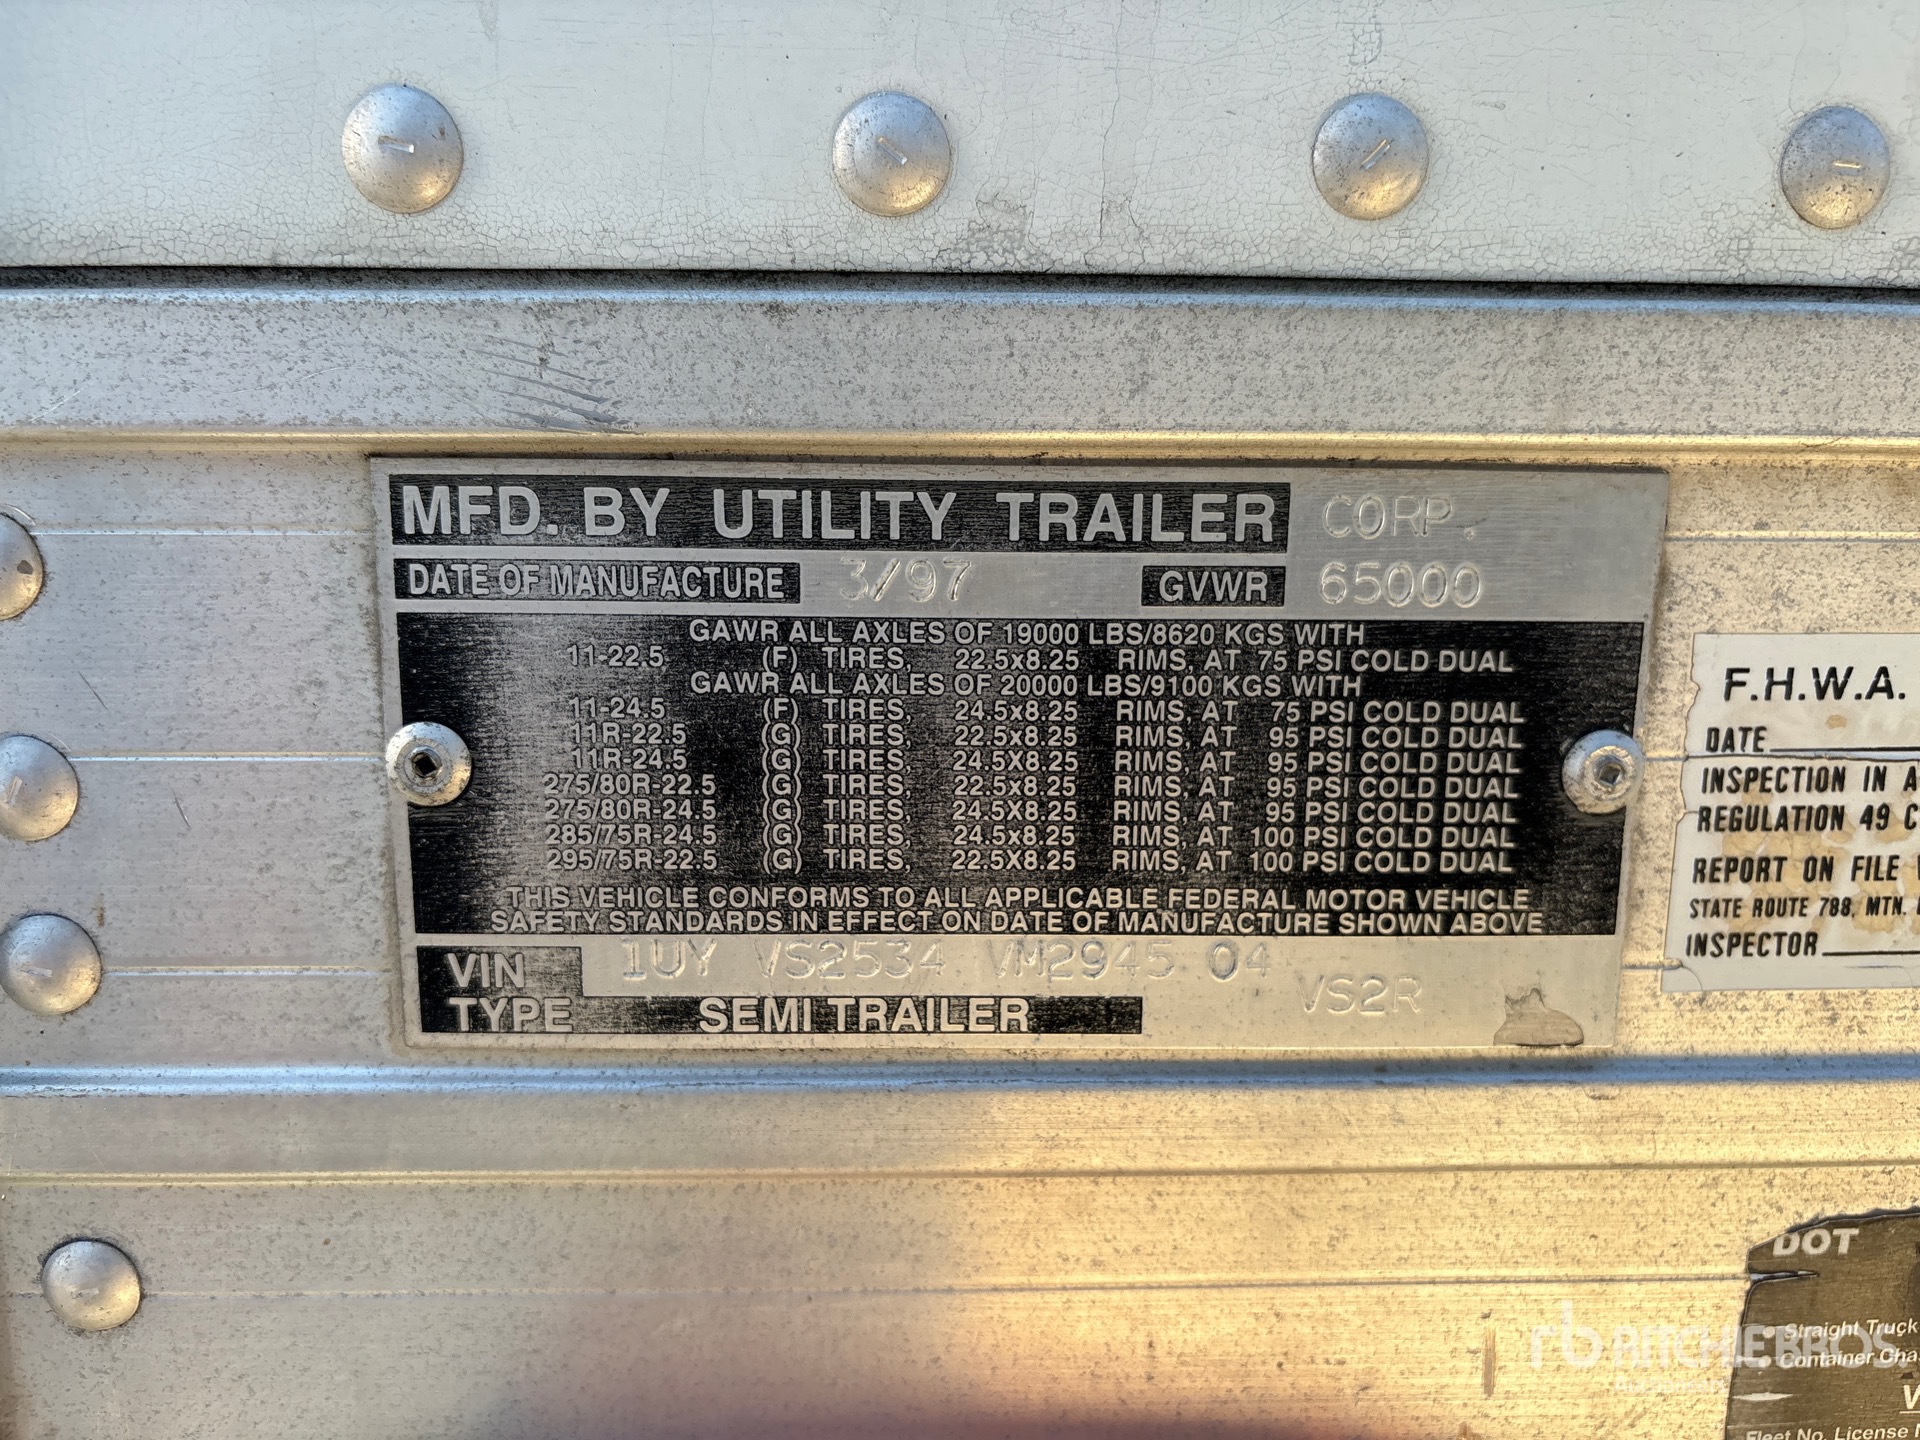 MFD. BY UTILITY TRAILER CORP.
DATE OF MANUFACTURE 3/97 GVWR 65000
GAWR ALL AXLES OF 19000 LBS/8620 KGS WITH
11-22.5 (F) TIRES, 22.5x8.25 RIMS, AT 75 PSI COLD DUAL
GAWR ALL AXLES OF 20000 LBS/9100 KGS WITH
11-24.5 (F) TIRES, 24.5x8.25 RIMS, AT 75 PSI COLD DUAL
11R-22.5 (G) TIRES, 22.5x8.25 RIMS, AT 95 PSI COLD DUAL
11R-24.5 (G) TIRES, 24.5x8.25 RIMS, AT 95 PSI COLD DUAL
275/80R-22.5 (G) TIRES, 22.5x8.25 RIMS, AT 95 PSI COLD DUAL
275/80R-24.5 (G) TIRES, 24.5x8.25 RIMS, AT 95 PSI COLD DUAL
285/75R-24.5 (G) TIRES, 24.5x8.25 RIMS, AT 100 PSI COLD DUAL
295/75R-22.5 (G) TIRES, 22.5X8.25 RIMS, AT 100 PSI COLD DUAL
THIS VEHICLE CONFORMS TO ALL APPLICABLE FEDERAL MOTOR VEHICLE
SAFETY STANDARDS IN EFFECT ON DATE OF MANUFACTURE SHOWN ABOVE
VIN 1UY VS2534 VM2945 04
TYPE SEMI TRAILER VS2R
F.H.W.A.
DATE
INSPECTION IN A
REGULATION 49 C
REPORT ON FILE
STATE ROUTE 788, MTN.
INSPECTOR
DOT
Straight Truck
Container Cha
Fleet No. License
rb RITCHIE BROS.